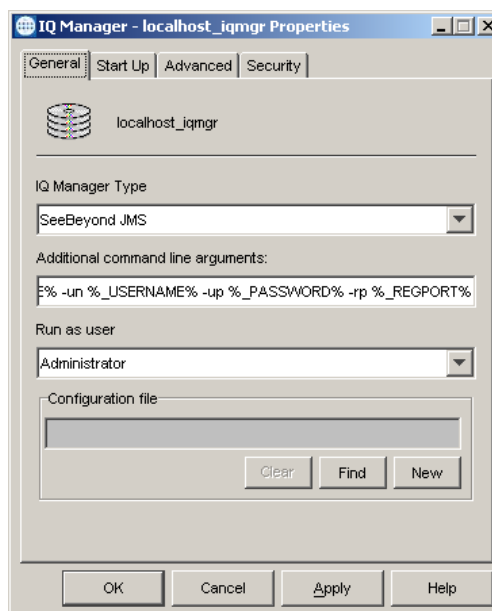 IQ Manager - localhost_iqmgr Properties
General Start Up Advanced Security
localhost_iqmgr
IQ Manager Type
SeeBeyond JMS
Additional command line arguments:
E% -un %_USERNAME% -up %_PASSWORD% -rp %_REGPORT%
Run as user
Administrator
Configuration file
Clear Find New
OK Cancel Apply Help